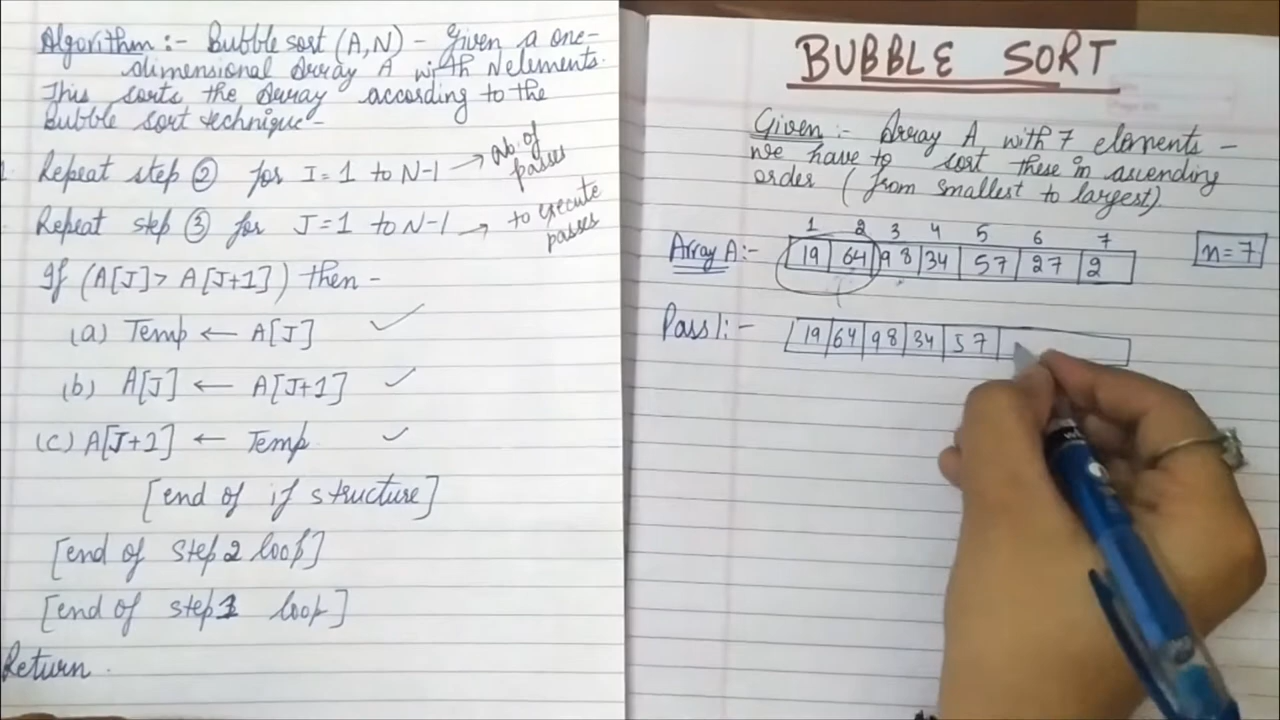 Algorithm :- Bubble sort (A,N) - Given a one-
dimensional Array A with N elements.
This sorts the Array according to the
Bubble sort technique-
1. Repeat step ② for I = 1 to N-1 → no. of passes
Repeat step ③ for J = 1 to N-1 → to execute passes
If (A[J] > A[J+1]) then -
(a) Temp ← A[J] ✓
(b) A[J] ← A[J+1] ✓
(c) A[J+1] ← Temp ✓
[end of if structure]
[end of step 2 loop]
[end of step 1 loop]
Return .
BUBBLE SORT
Given :- Array A, with 7 elements -
we have to sort these in ascending
order (from smallest to largest)
1 2 3 4 5 6 7
Array A:- 19 64 98 34 57 27 2
n=7
Pass 1:- 19 64 98 34 57